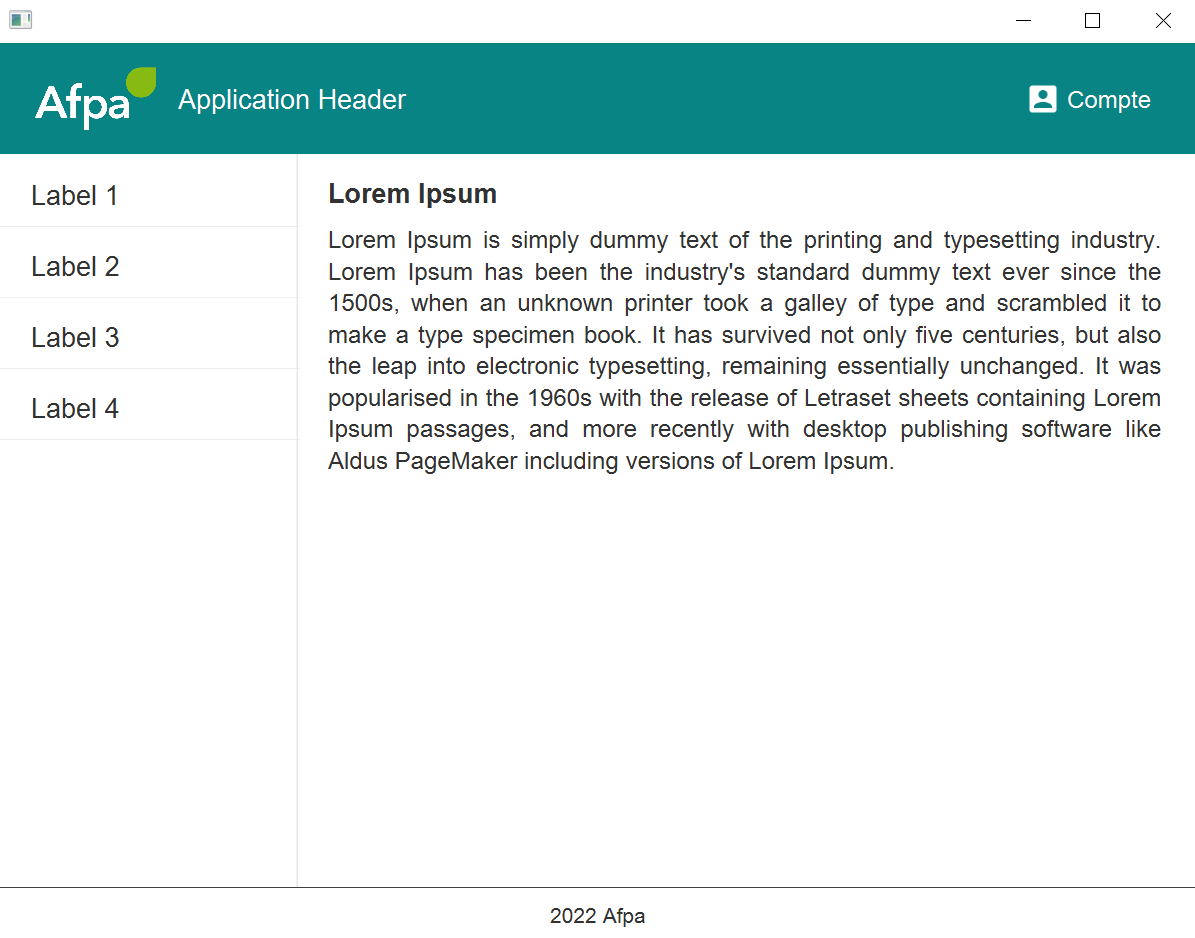 Afpa
Application Header
Compte
Label 1
Label 2
Label 3
Label 4
Lorem Ipsum
Lorem Ipsum is simply dummy text of the printing and typesetting industry.
Lorem Ipsum has been the industry's standard dummy text ever since the
1500s, when an unknown printer took a galley of type and scrambled it to
make a type specimen book. It has survived not only five centuries, but also
the leap into electronic typesetting, remaining essentially unchanged. It was
popularised in the 1960s with the release of Letraset sheets containing Lorem
Ipsum passages, and more recently with desktop publishing software like
Aldus PageMaker including versions of Lorem Ipsum.
2022 Afpa